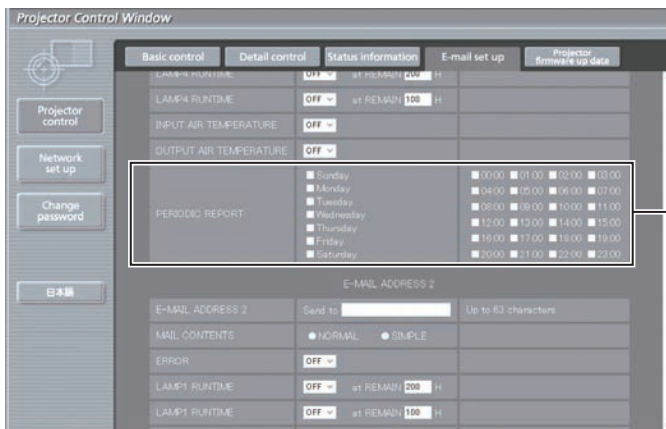 Projector Control Window
Basic control
Detail control
Status information
E-mail set up
Projector firmware up date
Projector control
Network set up
Change password
日本語
LAMP4 RUNTIME OFF at REMAIN 200 H
LAMP4 RUNTIME OFF at REMAIN 100 H
INPUT AIR TEMPERATURE OFF
OUTPUT AIR TEMPERATURE OFF
PERIODIC REPORT
Sunday
Monday
Tuesday
Wednesday
Thursday
Friday
Saturday
00:00 01:00 02:00 03:00
04:00 05:00 06:00 07:00
08:00 09:00 10:00 11:00
12:00 13:00 14:00 15:00
16:00 17:00 18:00 19:00
20:00 21:00 22:00 23:00
E-MAIL ADDRESS 2
E-MAIL ADDRESS 2 Send to Up to 63 characters
MAIL CONTENTS NORMAL SIMPLE
ERROR OFF
LAMP1 RUNTIME OFF at REMAIN 200 H
LAMP1 RUNTIME OFF at REMAIN 100 H